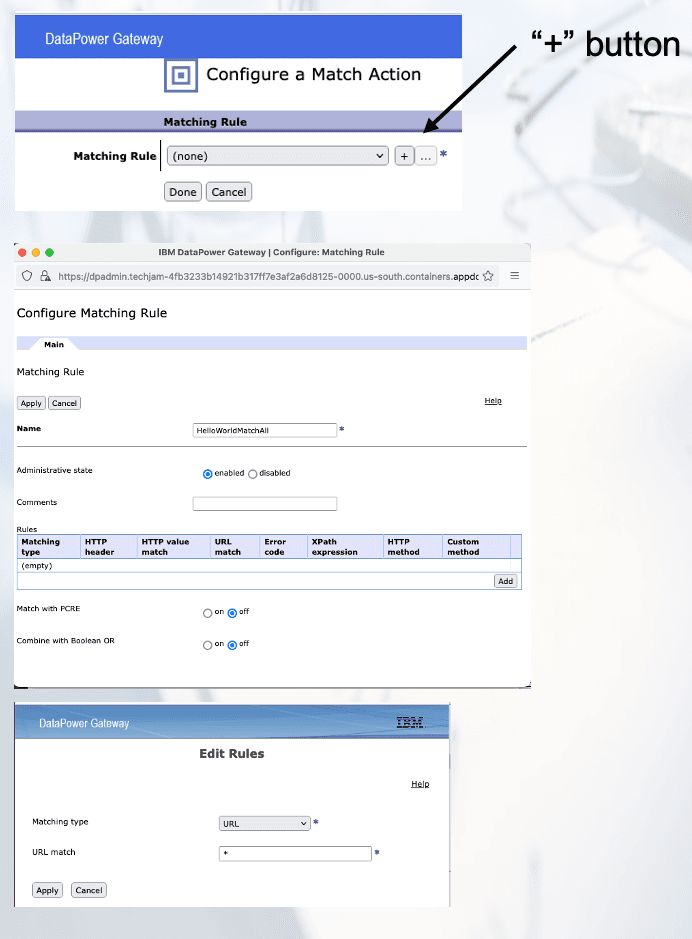 DataPower Gateway
Configure a Match Action
“+” button
Matching Rule
Matching Rule (none) + ... *
Done Cancel
IBM DataPower Gateway | Configure: Matching Rule
https://dpadmin.techjam-4fb3233b14921b317ff7e3af2a6d8125-0000.us-south.containers.appdc
Configure Matching Rule
Main
Matching Rule
Apply Cancel Help
Name HelloWorldMatchAll *
Administrative state enabled disabled
Comments
Rules
Matching type HTTP header HTTP value match URL match Error code XPath expression HTTP method Custom method
(empty)
Add
Match with PCRE on off
Combine with Boolean OR on off
DataPower Gateway IBM
Edit Rules
Help
Matching type URL *
URL match * *
Apply Cancel